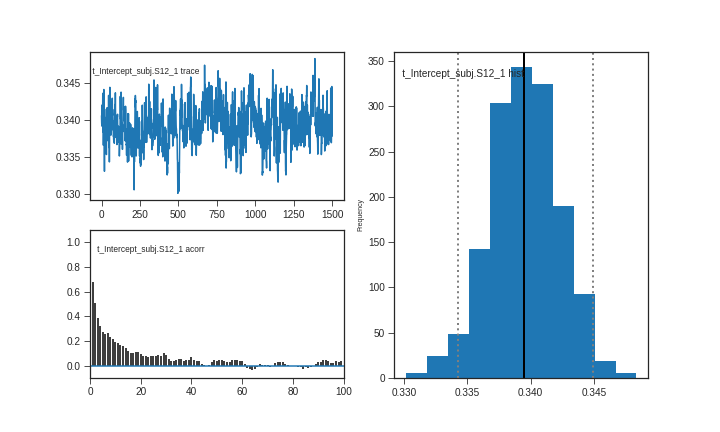 t_Intercept_subj.S12_1 trace
0.345
0.340
0.335
0.330
0 250 500 750 1000 1250 1500
t_Intercept_subj.S12_1 acorr
1.0
0.8
0.6
0.4
0.2
0.0
0 20 40 60 80 100
t_Intercept_subj.S12_1 hist
350
300
250
200
150
100
50
0
Frequency
0.330 0.335 0.340 0.345